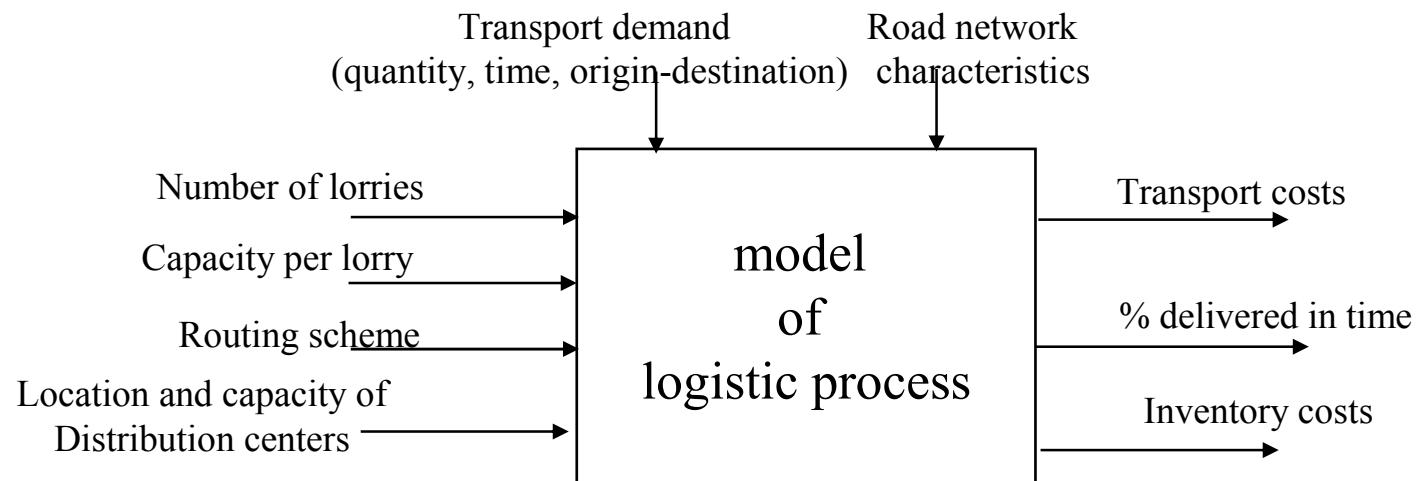 Transport demand
(quantity, time, origin-destination)
Road network
characteristics
Number of lorries
Capacity per lorry
Routing scheme
Location and capacity of
Distribution centers
model
of
logistic process
Transport costs
% delivered in time
Inventory costs